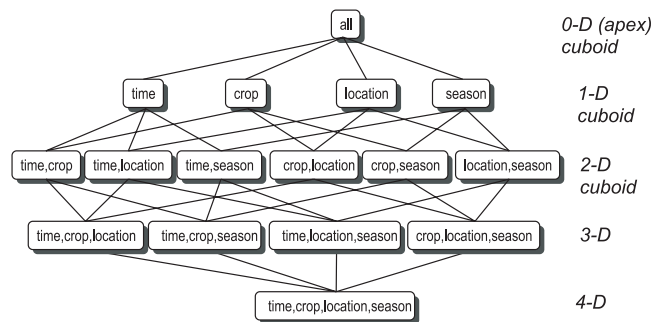 all
0-D (apex)
cuboid
time
crop
location
season
1-D
cuboid
time,crop
time,location
time,season
crop,location
crop,season
location,season
2-D
cuboid
time,crop,location
time,crop,season
time,location,season
crop,location,season
3-D
time,crop,location,season
4-D